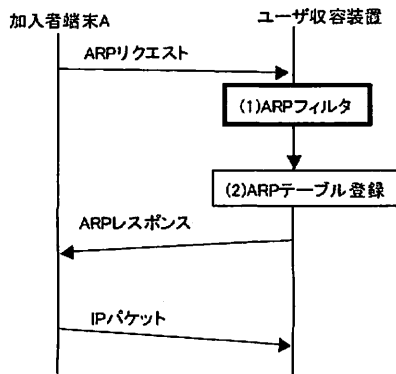 加入者端末A
ユーザ収容装置
ARPリクエスト
(1)ARPフィルタ
(2)ARPテーブル登録
ARPレスポンス
IPパケット